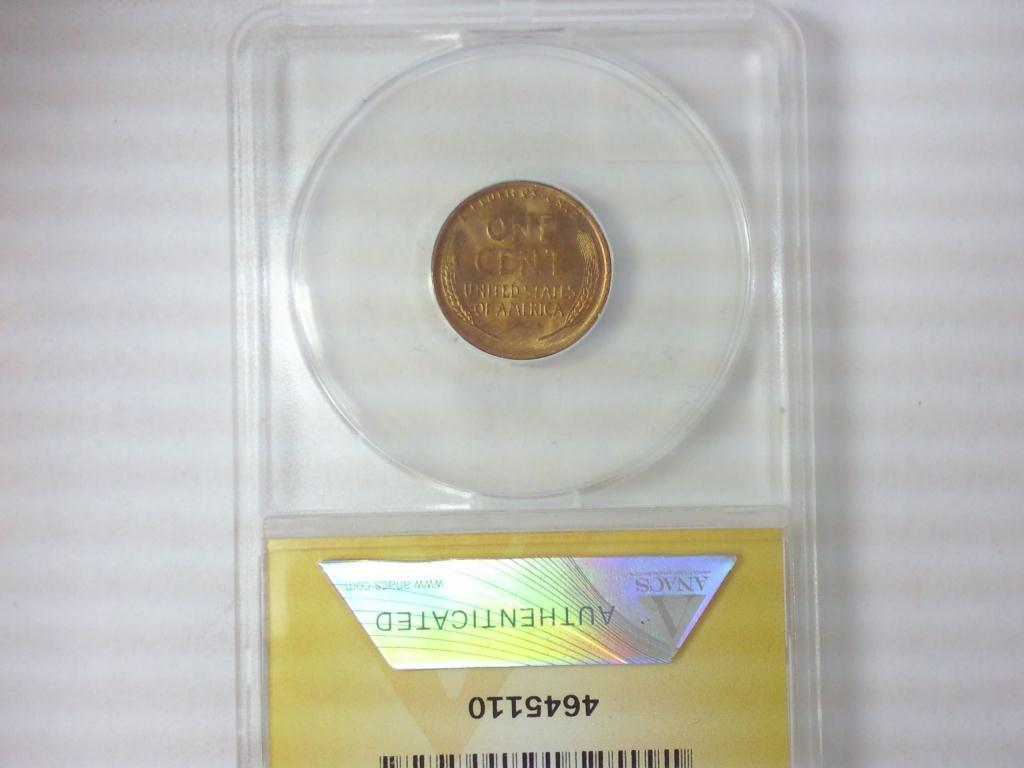 ONE
CENT
UNITED STATES
OF AMERICA
ANACS
www.anacs.com
AUTHENTICATED
4645110